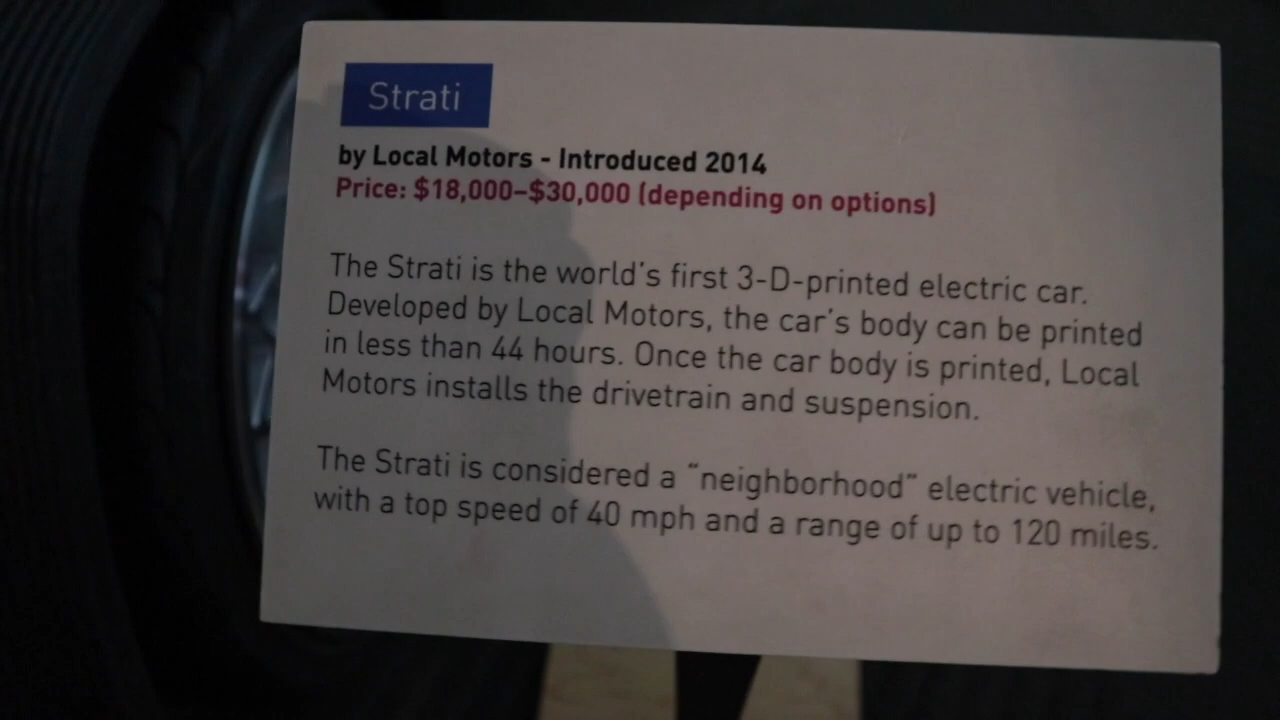 Strati
by Local Motors - Introduced 2014
Price: $18,000–$30,000 (depending on options)
The Strati is the world's first 3-D-printed electric car.
Developed by Local Motors, the car's body can be printed
in less than 44 hours. Once the car body is printed, Local
Motors installs the drivetrain and suspension.
The Strati is considered a "neighborhood" electric vehicle,
with a top speed of 40 mph and a range of up to 120 miles.